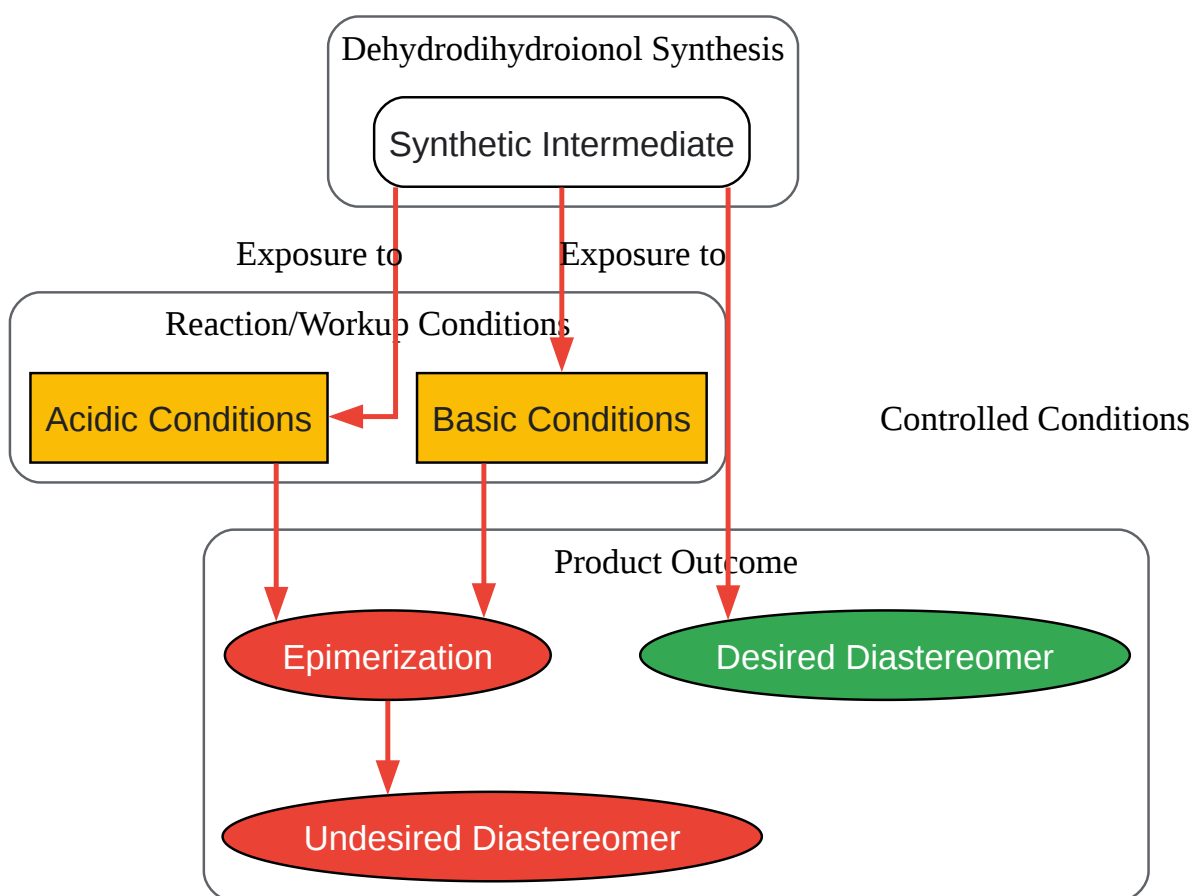 Dehydrodihydroionol Synthesis
Synthetic Intermediate
Exposure to
Exposure to
Reaction/Workup Conditions
Acidic Conditions
Basic Conditions
Controlled Conditions
Product Outcome
Epimerization
Desired Diastereomer
Undesired Diastereomer